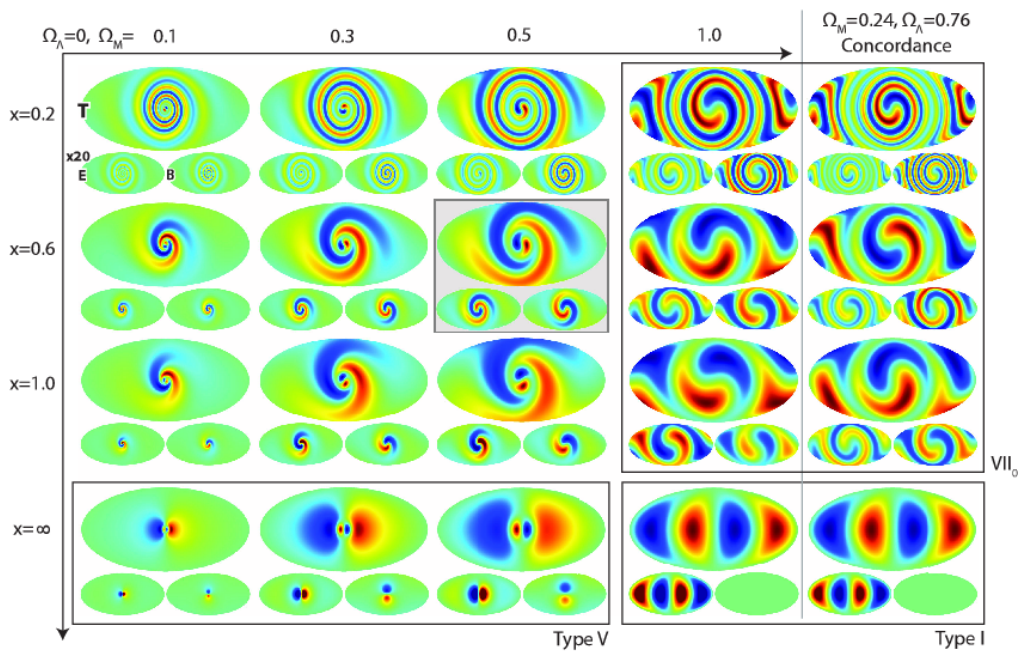 Ω_Λ=0, Ω_M= 0.1 0.3 0.5 1.0 Ω_M=0.24, Ω_Λ=0.76
Concordance
x=0.2 T
x20
E B
x=0.6
x=1.0
VII₀
x=∞
Type V Type I